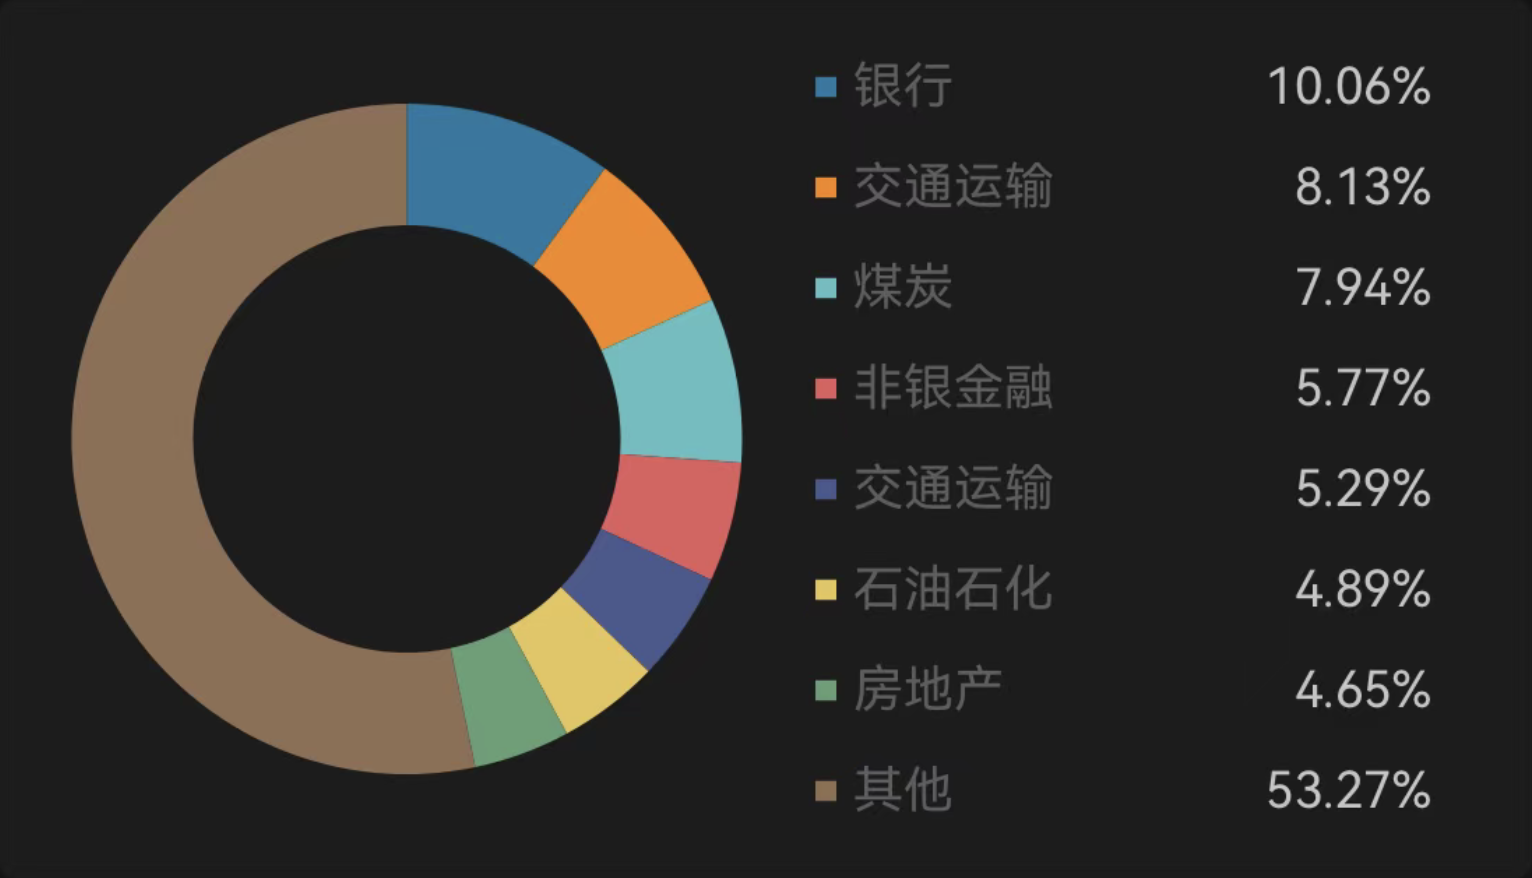 银行 10.06%
交通运输 8.13%
煤炭 7.94%
非银金融 5.77%
交通运输 5.29%
石油石化 4.89%
房地产 4.65%
其他 53.27%